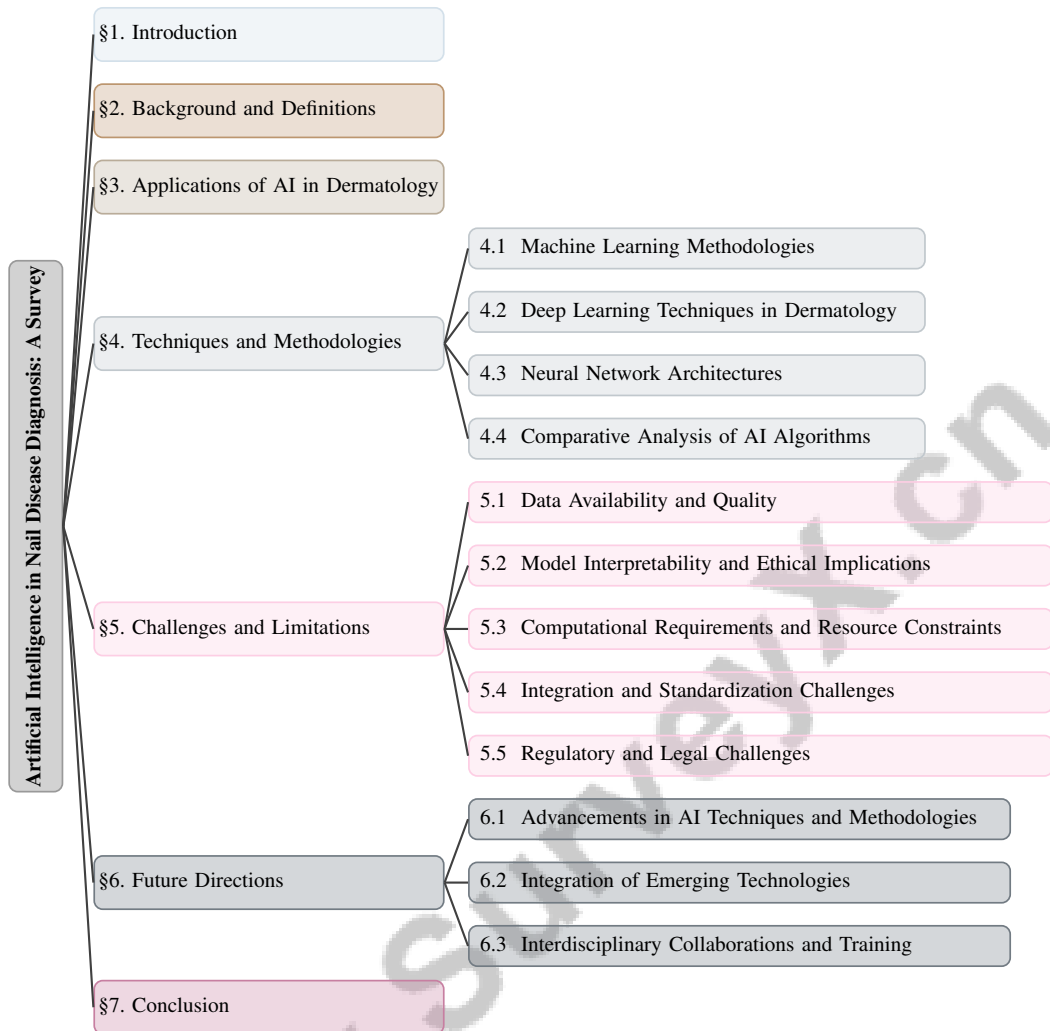 Artificial Intelligence in Nail Disease Diagnosis: A Survey
§1. Introduction
§2. Background and Definitions
§3. Applications of AI in Dermatology
§4. Techniques and Methodologies
4.1 Machine Learning Methodologies
4.2 Deep Learning Techniques in Dermatology
4.3 Neural Network Architectures
4.4 Comparative Analysis of AI Algorithms
§5. Challenges and Limitations
5.1 Data Availability and Quality
5.2 Model Interpretability and Ethical Implications
5.3 Computational Requirements and Resource Constraints
5.4 Integration and Standardization Challenges
5.5 Regulatory and Legal Challenges
§6. Future Directions
6.1 Advancements in AI Techniques and Methodologies
6.2 Integration of Emerging Technologies
6.3 Interdisciplinary Collaborations and Training
§7. Conclusion
SurveyX.cn